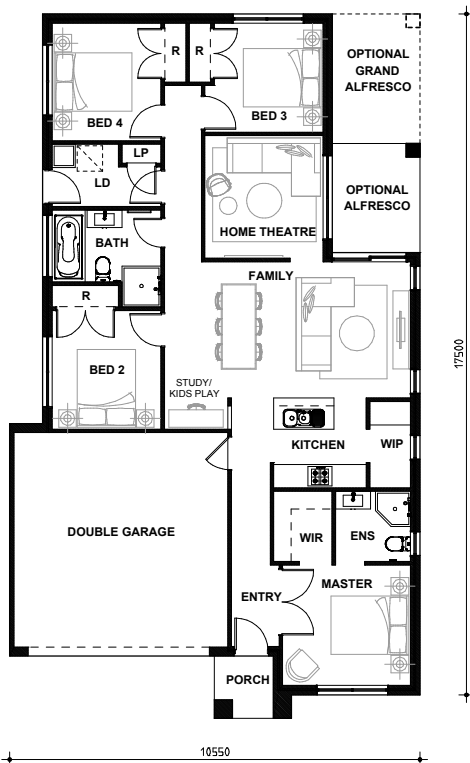 R
R
OPTIONAL
GRAND
ALFRESCO
BED 4
BED 3
LP
LD
OPTIONAL
ALFRESCO
BATH
HOME THEATRE
FAMILY
R
17500
BED 2
STUDY/
KIDS PLAY
KITCHEN
WIP
DOUBLE GARAGE
WIR
ENS
MASTER
ENTRY
PORCH
10550